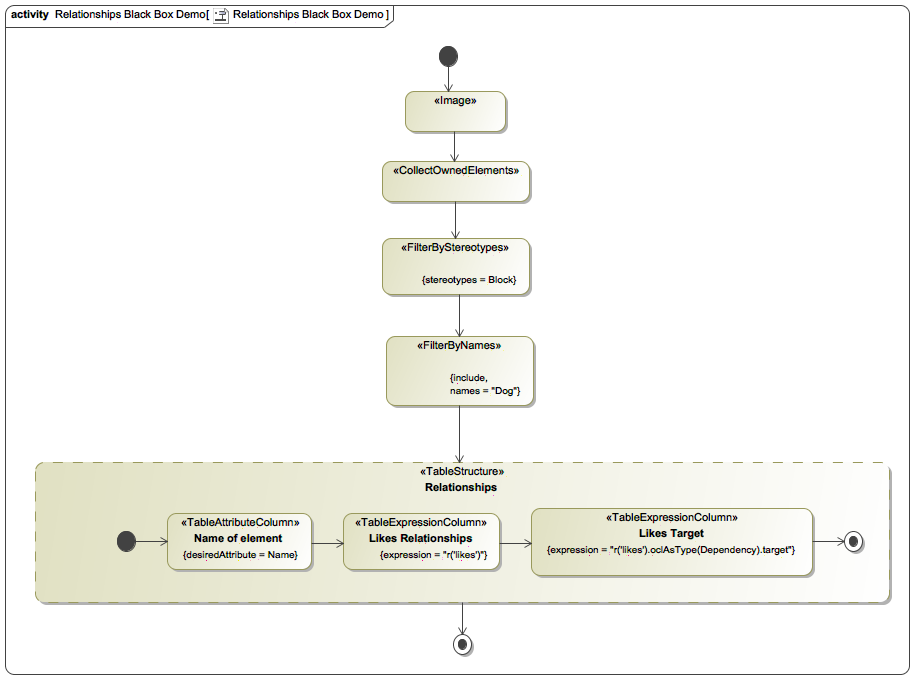 activity Relationships Black Box Demo[ Relationships Black Box Demo ]
«Image»
«CollectOwnedElements»
«FilterByStereotypes»
{stereotypes = Block}
«FilterByNames»
{include,
names = "Dog"}
«TableStructure»
Relationships
«TableAttributeColumn»
Name of element
{desiredAttribute = Name}
«TableExpressionColumn»
Likes Relationships
{expression = "r('likes')"}
«TableExpressionColumn»
Likes Target
{expression = "r('likes').oclAsType(Dependency).target"}